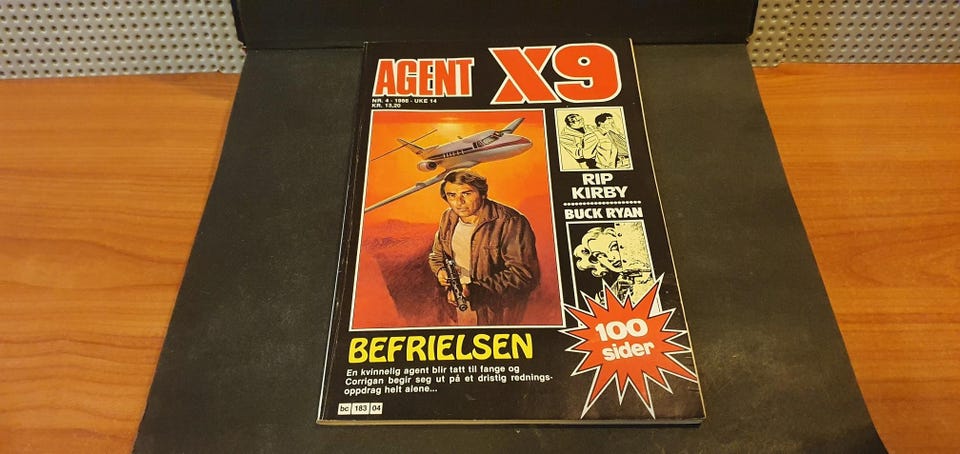 AGENT X9
NR. 4 - 1986 - UKE 14
KR. 13,20
RIP
KIRBY
BUCK RYAN
100
sider
BEFRIELSEN
En kvinnelig agent blir tatt til fange og
Corrigan begir seg ut på et dristig rednings-
oppdrag helt alene...
bc 183 04